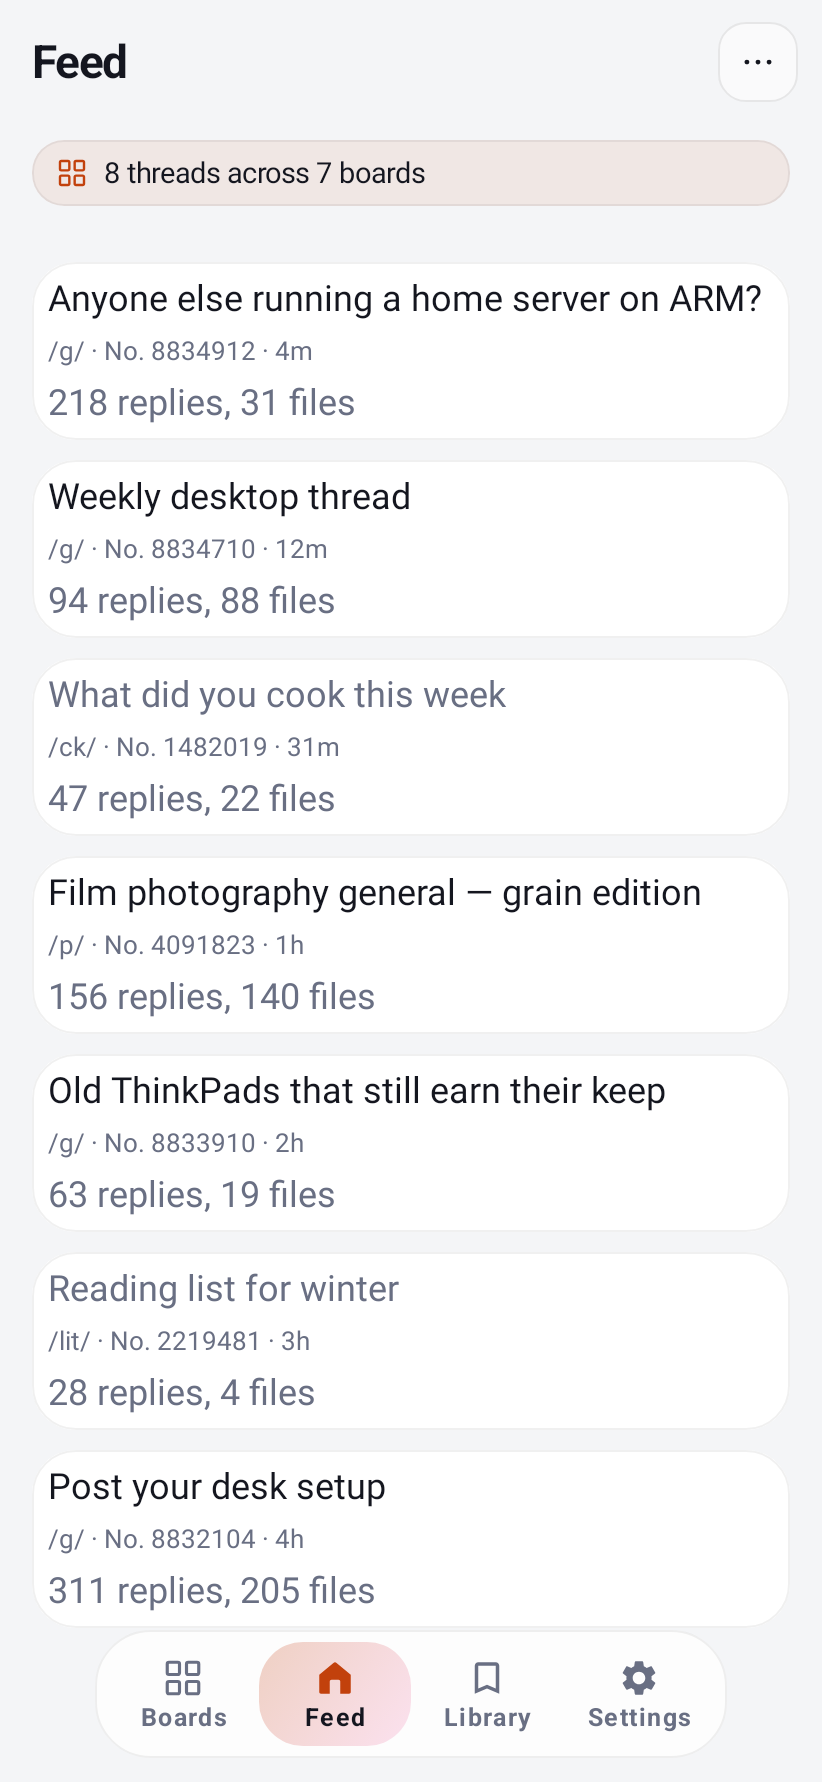 Feed
8 threads across 7 boards
Anyone else running a home server on ARM?
/g/ · No. 8834912 · 4m
218 replies, 31 files
Weekly desktop thread
/g/ · No. 8834710 · 12m
94 replies, 88 files
What did you cook this week
/ck/ · No. 1482019 · 31m
47 replies, 22 files
Film photography general — grain edition
/p/ · No. 4091823 · 1h
156 replies, 140 files
Old ThinkPads that still earn their keep
/g/ · No. 8833910 · 2h
63 replies, 19 files
Reading list for winter
/lit/ · No. 2219481 · 3h
28 replies, 4 files
Post your desk setup
/g/ · No. 8832104 · 4h
311 replies, 205 files
Boards Feed Library Settings